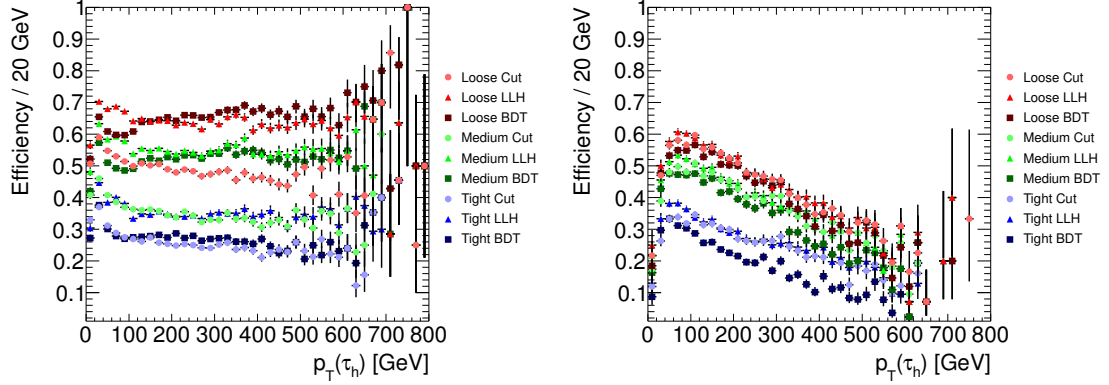 Efficiency / 20 GeV
1
0.9
0.8
0.7
0.6
0.5
0.4
0.3
0.2
0.1
0 100 200 300 400 500 600 700 800
p_T(τ_h) [GeV]
Loose Cut
Loose LLH
Loose BDT
Medium Cut
Medium LLH
Medium BDT
Tight Cut
Tight LLH
Tight BDT
Efficiency / 20 GeV
1
0.9
0.8
0.7
0.6
0.5
0.4
0.3
0.2
0.1
0 100 200 300 400 500 600 700 800
p_T(τ_h) [GeV]
Loose Cut
Loose LLH
Loose BDT
Medium Cut
Medium LLH
Medium BDT
Tight Cut
Tight LLH
Tight BDT